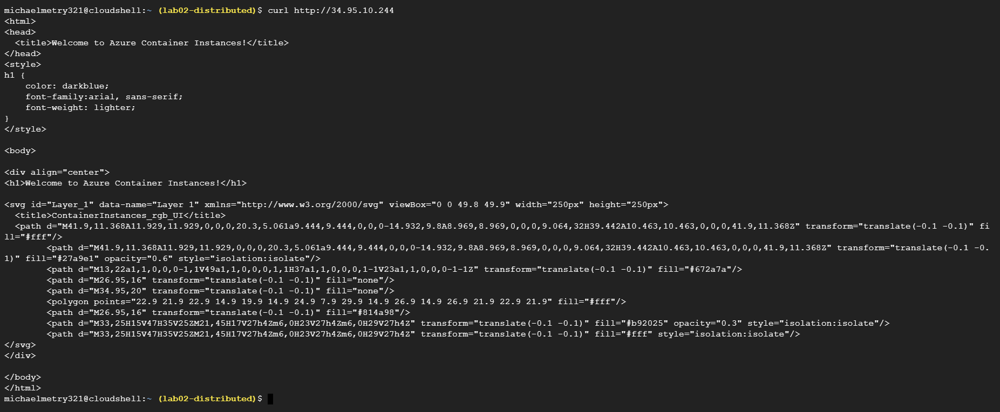 michaelmetry321@cloudshell:~ (lab02-distributed)$ curl http://34.95.10.244
<html>
<head>
  <title>Welcome to Azure Container Instances!</title>
</head>
<style>
h1 {
    color: darkblue;
    font-family:arial, sans-serif;
    font-weight: lighter;
}
</style>

<body>

<div align="center">
<h1>Welcome to Azure Container Instances!</h1>

<svg id="Layer_1" data-name="Layer 1" xmlns="http://www.w3.org/2000/svg" viewBox="0 0 49.8 49.9" width="250px" height="250px">
  <title>ContainerInstances_rgb_UI</title>
  <path d="M41.9,11.368A11.929,11.929,0,0,0,20.3,5.061a9.444,9.444,0,0,0-14.932,9.8A8.969,8.969,0,0,0,9.064,32H39.442A10.463,10.463,0,0,0,41.9,11.368Z" transform="translate(-0.1 -0.1)" fi
ll="#fff"/>
        <path d="M41.9,11.368A11.929,11.929,0,0,0,20.3,5.061a9.444,9.444,0,0,0-14.932,9.8A8.969,8.969,0,0,0,9.064,32H39.442A10.463,10.463,0,0,0,41.9,11.368Z" transform="translate(-0.1 -0.
1)" fill="#27a9e1" opacity="0.6" style="isolation:isolate"/>
        <path d="M13,22a1,1,0,0,0-1,1V49a1,1,0,0,0,1,1H37a1,1,0,0,0,1-1V23a1,1,0,0,0-1-1Z" transform="translate(-0.1 -0.1)" fill="#672a7a"/>
        <path d="M26.95,16" transform="translate(-0.1 -0.1)" fill="none"/>
        <path d="M34.95,20" transform="translate(-0.1 -0.1)" fill="none"/>
        <polygon points="22.9 21.9 22.9 14.9 19.9 14.9 24.9 7.9 29.9 14.9 26.9 14.9 26.9 21.9 22.9 21.9" fill="#fff"/>
        <path d="M26.95,16" transform="translate(-0.1 -0.1)" fill="#814a98"/>
        <path d="M33,25H15V47H35V25ZM21,45H17V27h4Zm6,0H23V27h4Zm6,0H29V27h4Z" transform="translate(-0.1 -0.1)" fill="#b92025" opacity="0.3" style="isolation:isolate"/>
        <path d="M33,25H15V47H35V25ZM21,45H17V27h4Zm6,0H23V27h4Zm6,0H29V27h4Z" transform="translate(-0.1 -0.1)" fill="#fff" style="isolation:isolate"/>
</svg>
</div>

</body>
</html>
michaelmetry321@cloudshell:~ (lab02-distributed)$